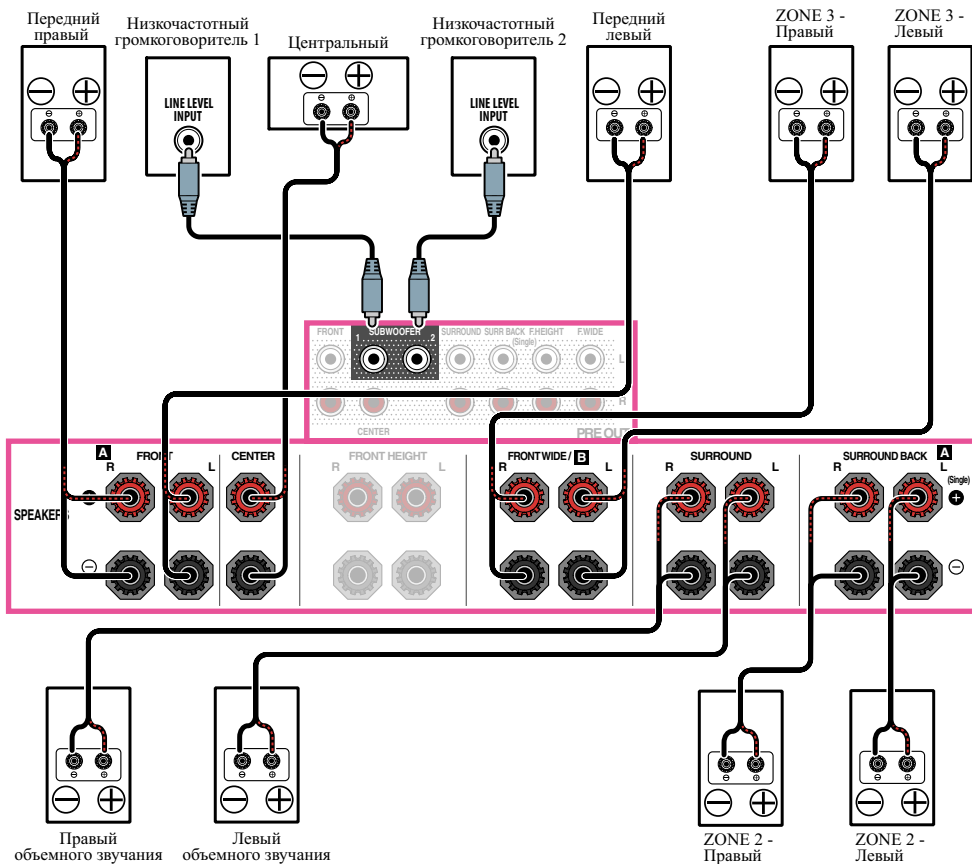 Передний
правый
Низкочастотный
громкоговоритель 1
Центральный
Низкочастотный
громкоговоритель 2
Передний
левый
ZONE 3 -
Правый
ZONE 3 -
Левый
LINE LEVEL
INPUT
LINE LEVEL
INPUT
FRONT
SUBWOOFER
1
2
SURROUND
SURR BACK
(Single)
F.HEIGHT
F.WIDE
L
R
CENTER
PRE OUT
A
FRONT
R
L
CENTER
FRONT HEIGHT
R
L
FRONT WIDE / B
R
L
SURROUND
R
L
SURROUND BACK
A
R
L
(Single)
SPEAKERS
Правый
объемного звучания
Левый
объемного звучания
ZONE 2 -
Правый
ZONE 2 -
Левый